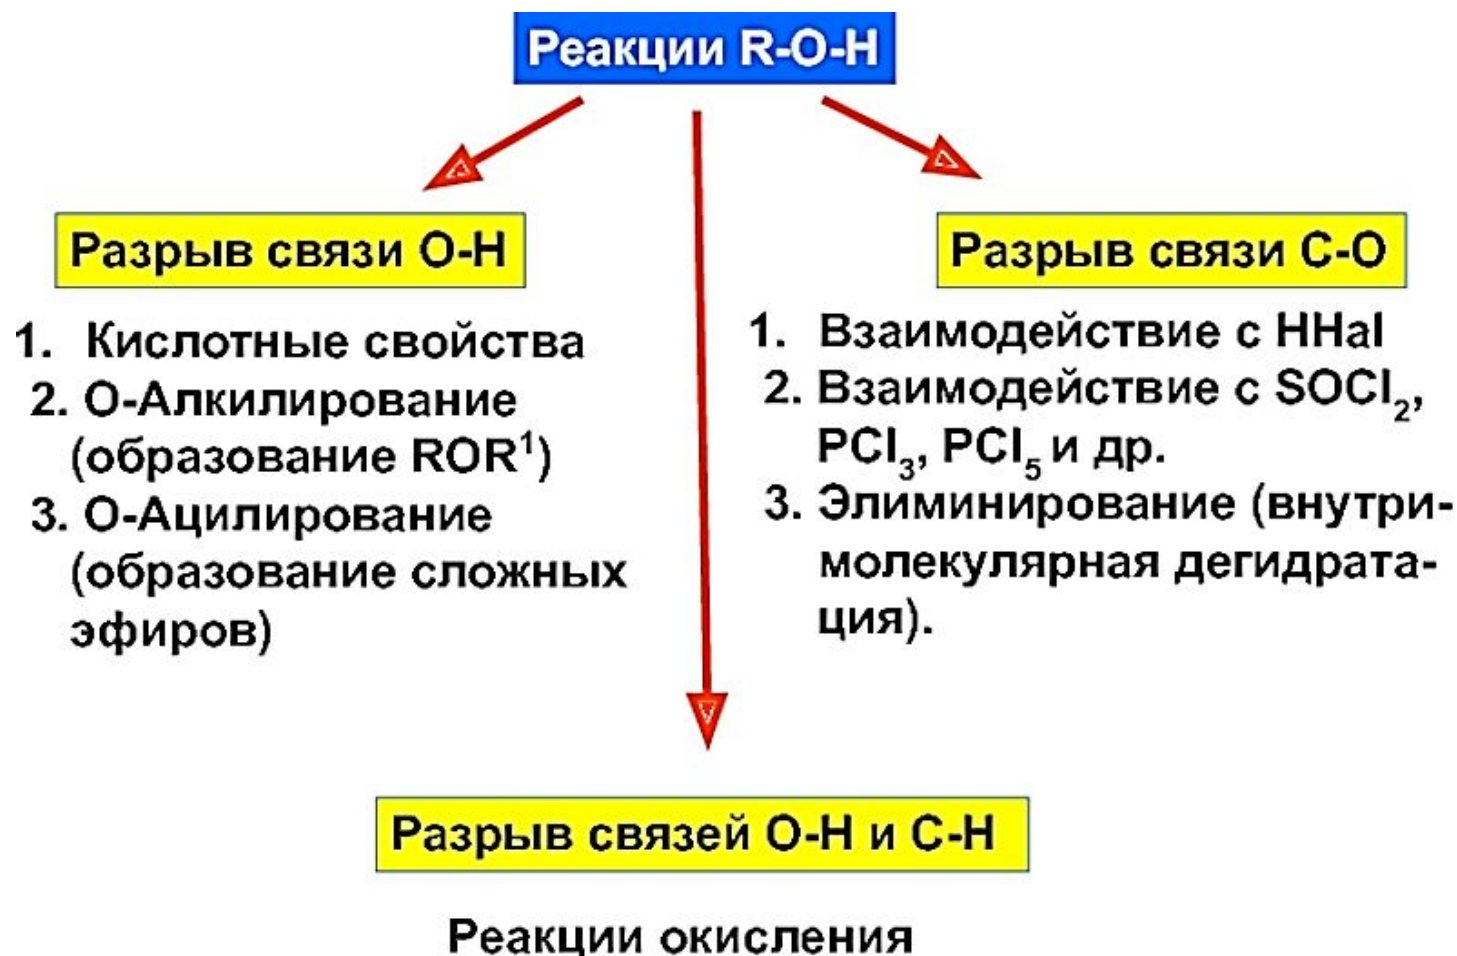 Реакции R-O-H
Разрыв связи O-H
1. Кислотные свойства
2. О-Алкилирование
(образование ROR¹)
3. О-Ацилирование
(образование сложных
эфиров)
Разрыв связи C-O
1. Взаимодействие с HHal
2. Взаимодействие с SOCl₂,
PCl₃, PCl₅ и др.
3. Элиминирование (внутри-
молекулярная дегидрата-
ция).
Разрыв связей O-H и C-H
Реакции окисления